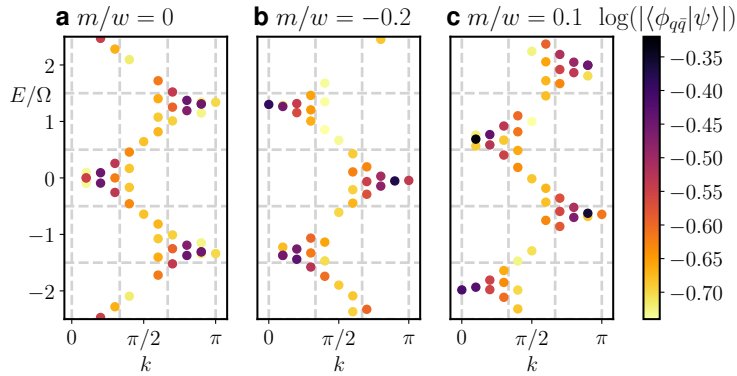 a m/w = 0 b m/w = −0.2 c m/w = 0.1 log(|⟨ϕ_{qq̄}|ψ⟩|)
2
E/Ω
1
0
−1
−2
0 π/2 π
k
0 π/2 π
k
0 π/2 π
k
−0.35
−0.40
−0.45
−0.50
−0.55
−0.60
−0.65
−0.70